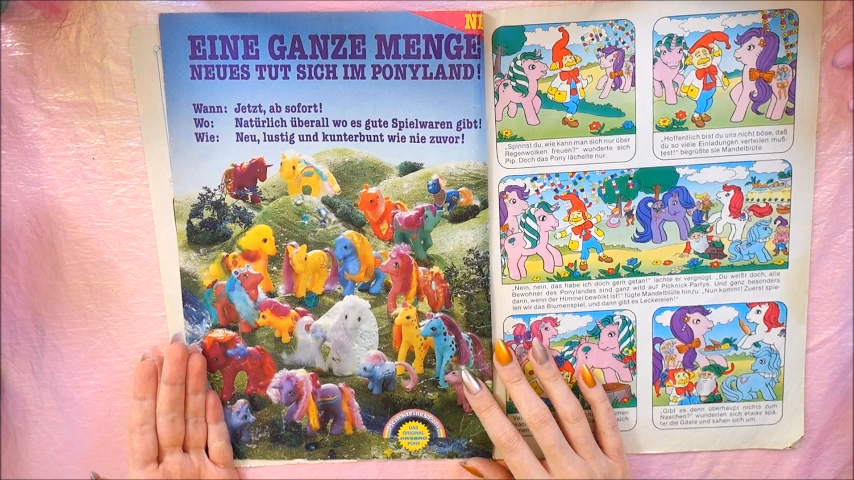 NE
EINE GANZE MENGE
NEUES TUT SICH IM PONYLAND!
Wann: Jetzt, ab sofort!
Wo: Natürlich überall wo es gute Spielwaren gibt!
Wie: Neu, lustig und kunterbunt wie nie zuvor!
DAS
ORIGINAL
HASBRO
PONY
„Spinnst du, wie kann man sich nur über
Regenwolken freuen?" wunderte sich
Pip. Doch das Pony lächelte nur.
„Hoffentlich bist du uns nicht böse, daß
du so viele Einladungen verteilen muß-
test!" begrüßte sie Mandelblüte.
„Nein, nein, das habe ich doch gern getan!" lachte er vergnügt. „Du weißt doch, alle
Bewohner des Ponylandes sind ganz wild auf Picknick-Partys. Und ganz besonders
dann, wenn der Himmel bewölkt ist!" fügte Mandelblüte hinzu. „Nun kommt! Zuerst spie-
len wir das Blumenspiel, und dann gibt es Leckereien!"
„Gibt es denn überhaupt nichts zum
Naschen?" wunderten sich etwas spä-
ter die Gäste und sahen sich um.